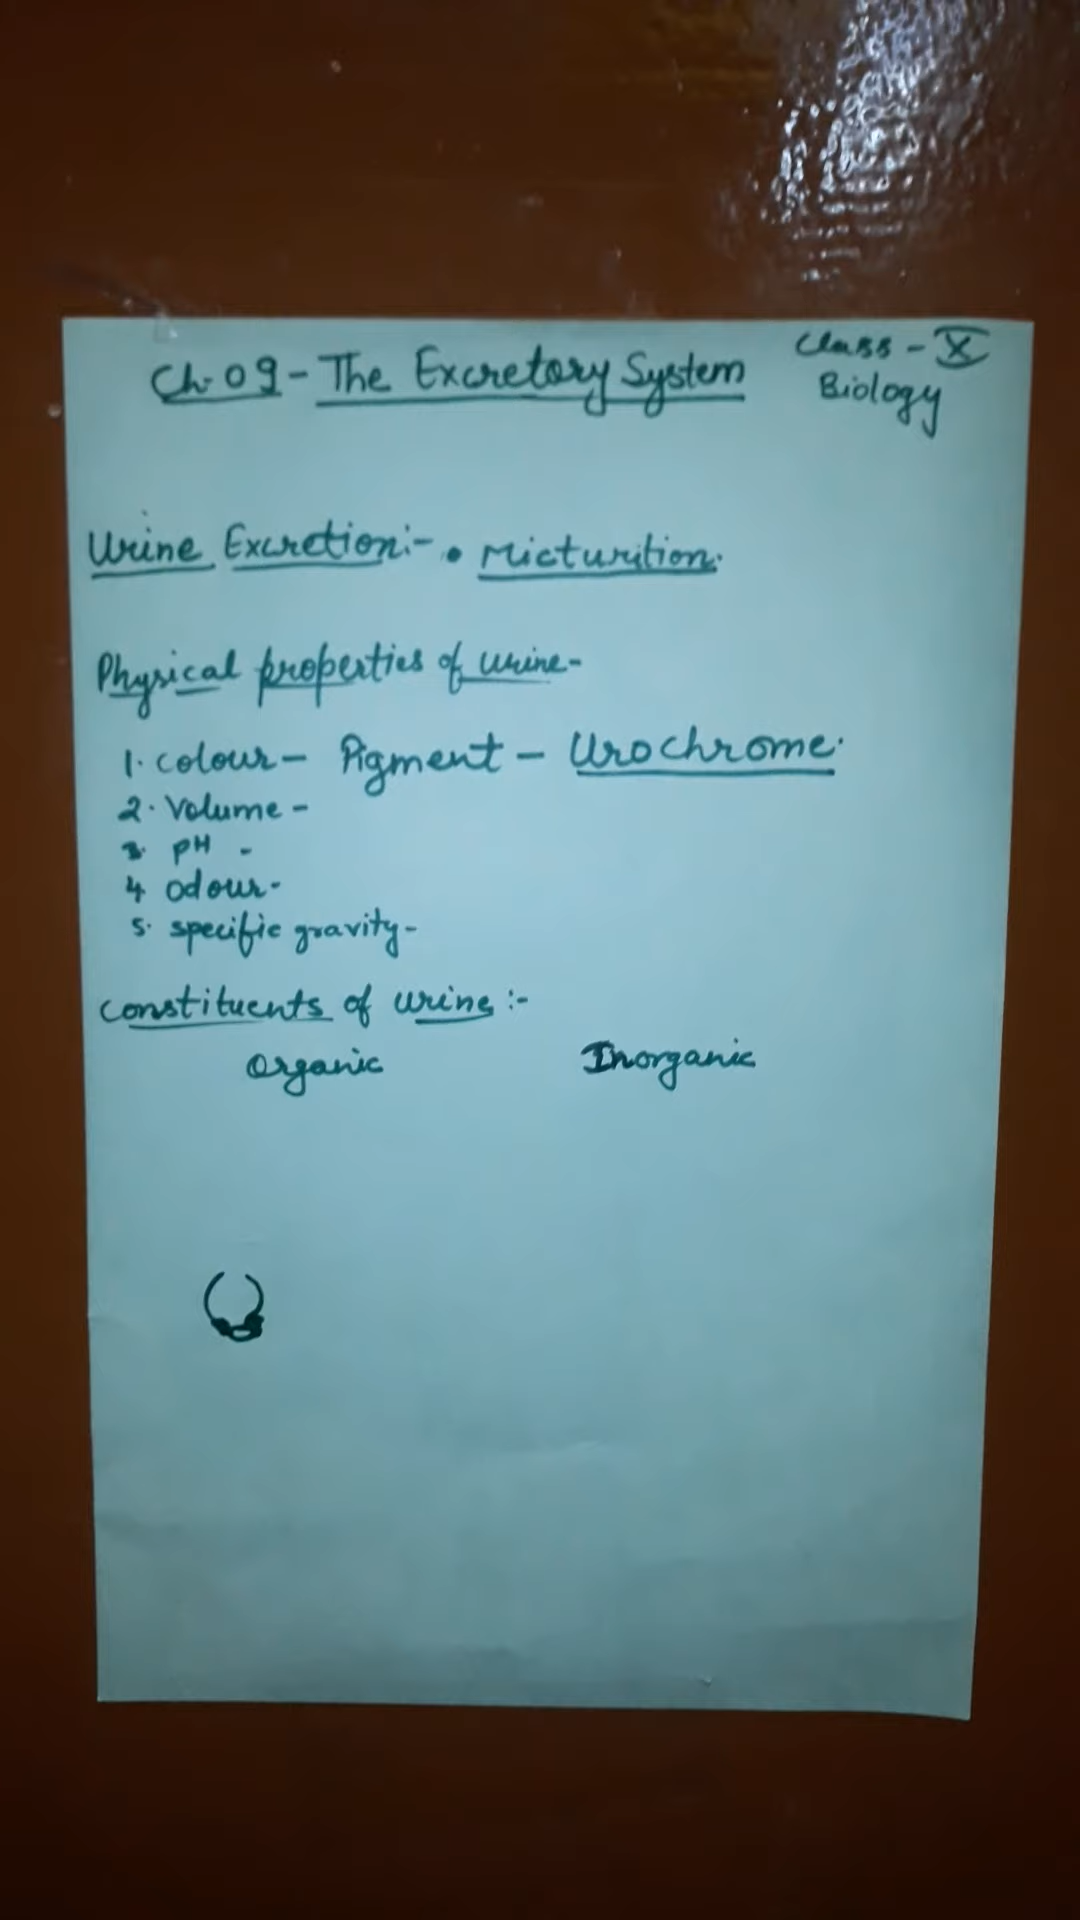 Ch. 09 - The Excretory System
Class - X
Biology
Urine Excretion:- • Micturition.
Physical properties of urine-
1. colour - Pigment - Urochrome.
2. Volume -
3. pH -
4 odour-
5. specific gravity-
constituents of urine :-
Organic Inorganic